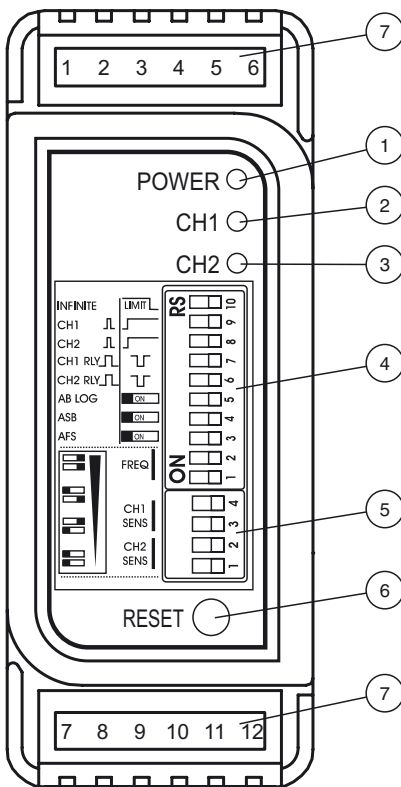 1 2 3 4 5 6
7
POWER
1
CH1
2
CH2
3
INFINITE LIMIT
CH1
CH2
CH1 RLY
CH2 RLY
AB LOG ON
ASB ON
AFS ON
FREQ
CH1 SENS
CH2 SENS
RS
10
9
8
7
6
5
4
3
2
1
ON
4
4
3
2
1
5
RESET
6
7
7 8 9 10 11 12